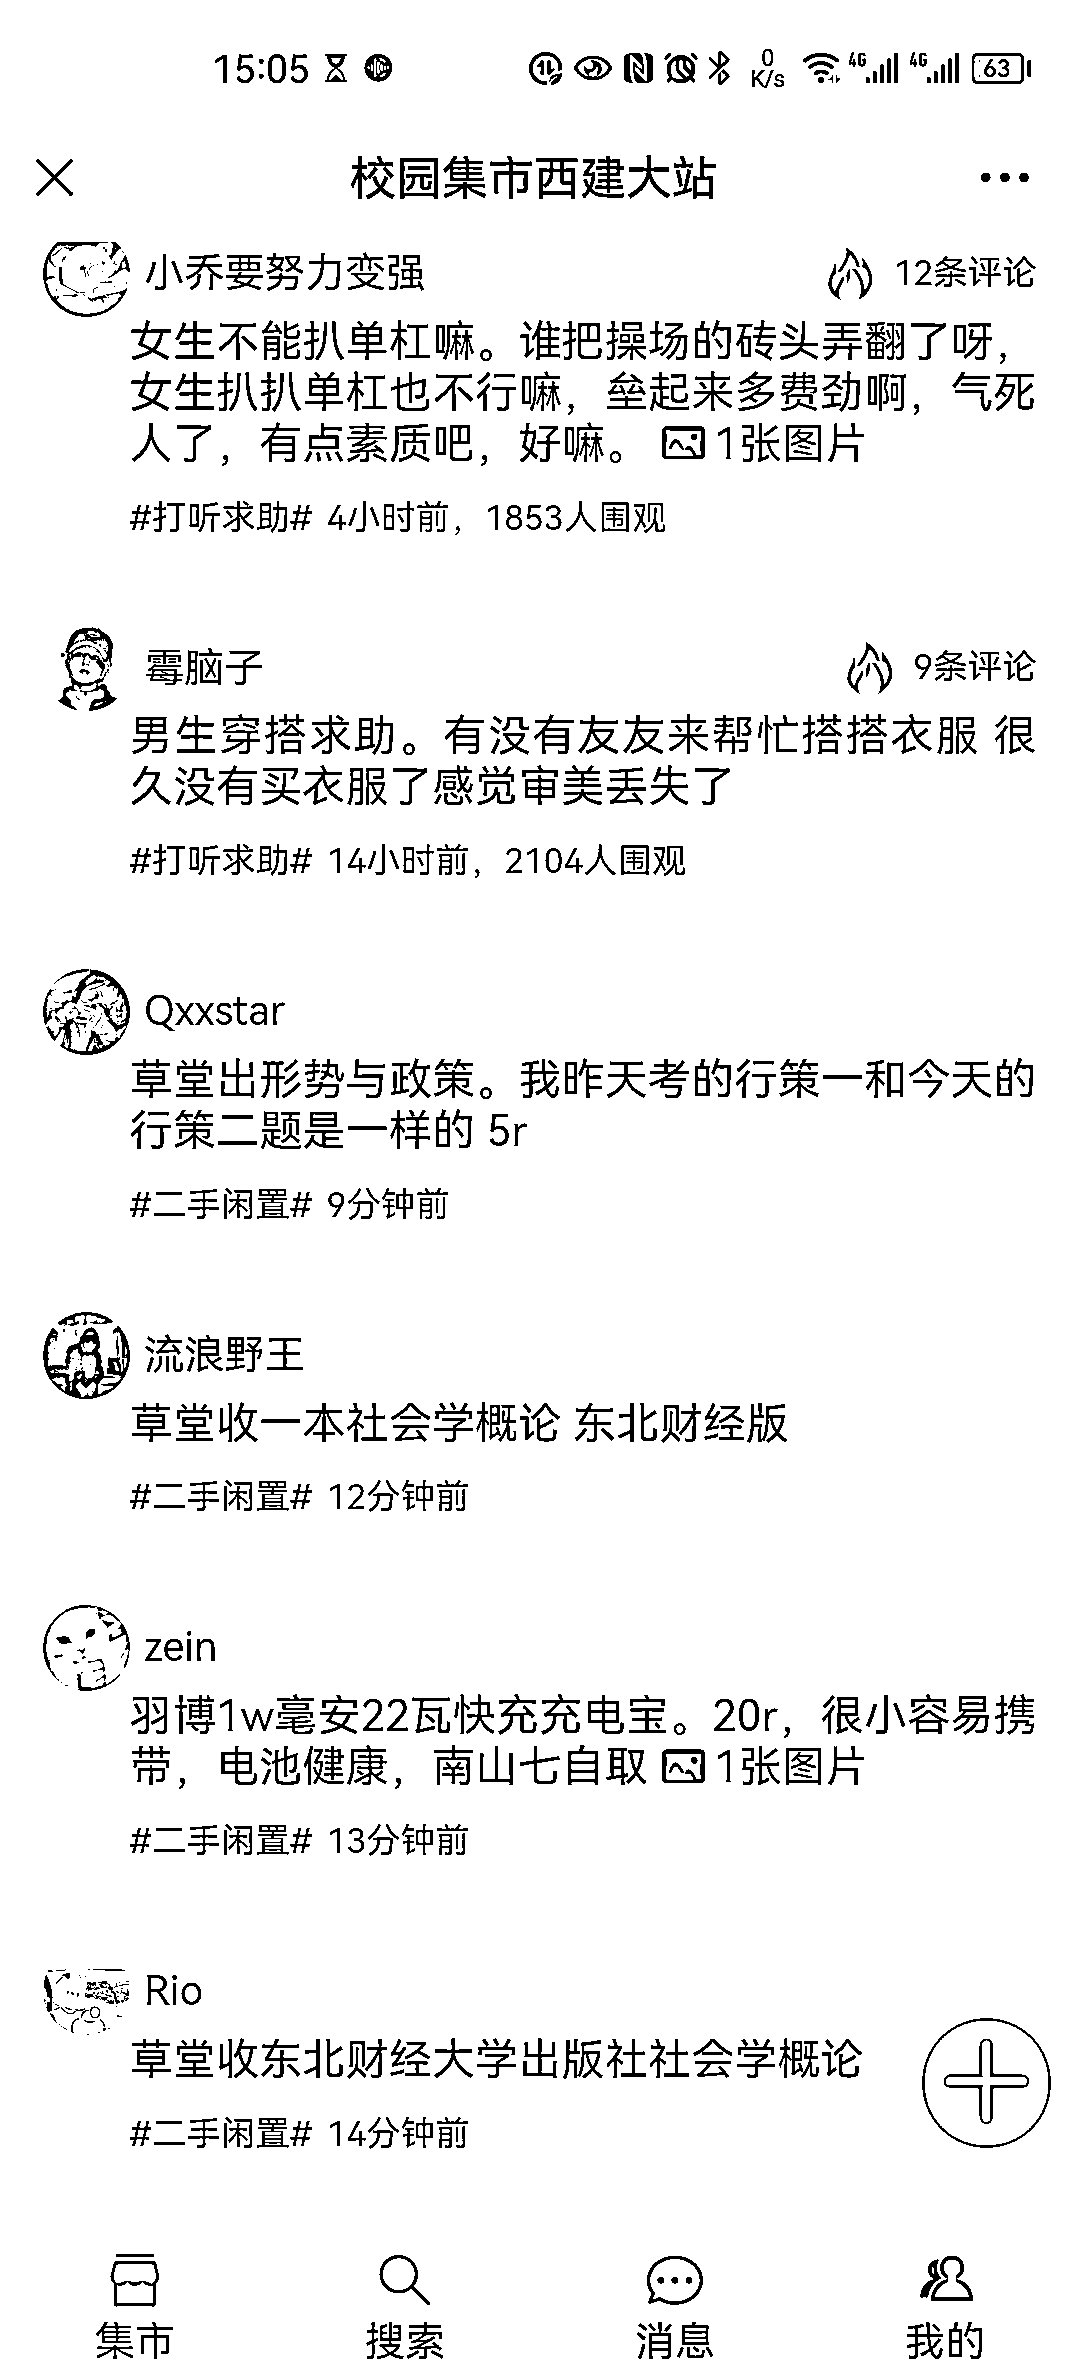 15:05 0 K/s 4G 4G 63
校园集市西建大站
小乔要努力变强 12条评论
女生不能扒单杠嘛。谁把操场的砖头弄翻了呀，
女生扒扒单杠也不行嘛，垒起来多费劲啊，气死
人了，有点素质吧，好嘛。 1张图片
#打听求助# 4小时前，1853人围观
霉脑子 9条评论
男生穿搭求助。有没有友友来帮忙搭搭衣服 很
久没有买衣服了感觉审美丢失了
#打听求助# 14小时前，2104人围观
Qxxstar
草堂出形势与政策。我昨天考的行策一和今天的
行策二题是一样的 5r
#二手闲置# 9分钟前
流浪野王
草堂收一本社会学概论 东北财经版
#二手闲置# 12分钟前
zein
羽博1w毫安22瓦快充充电宝。20r，很小容易携
带，电池健康，南山七自取 1张图片
#二手闲置# 13分钟前
Rio
草堂收东北财经大学出版社社会学概论
#二手闲置# 14分钟前
集市 搜索 消息 我的